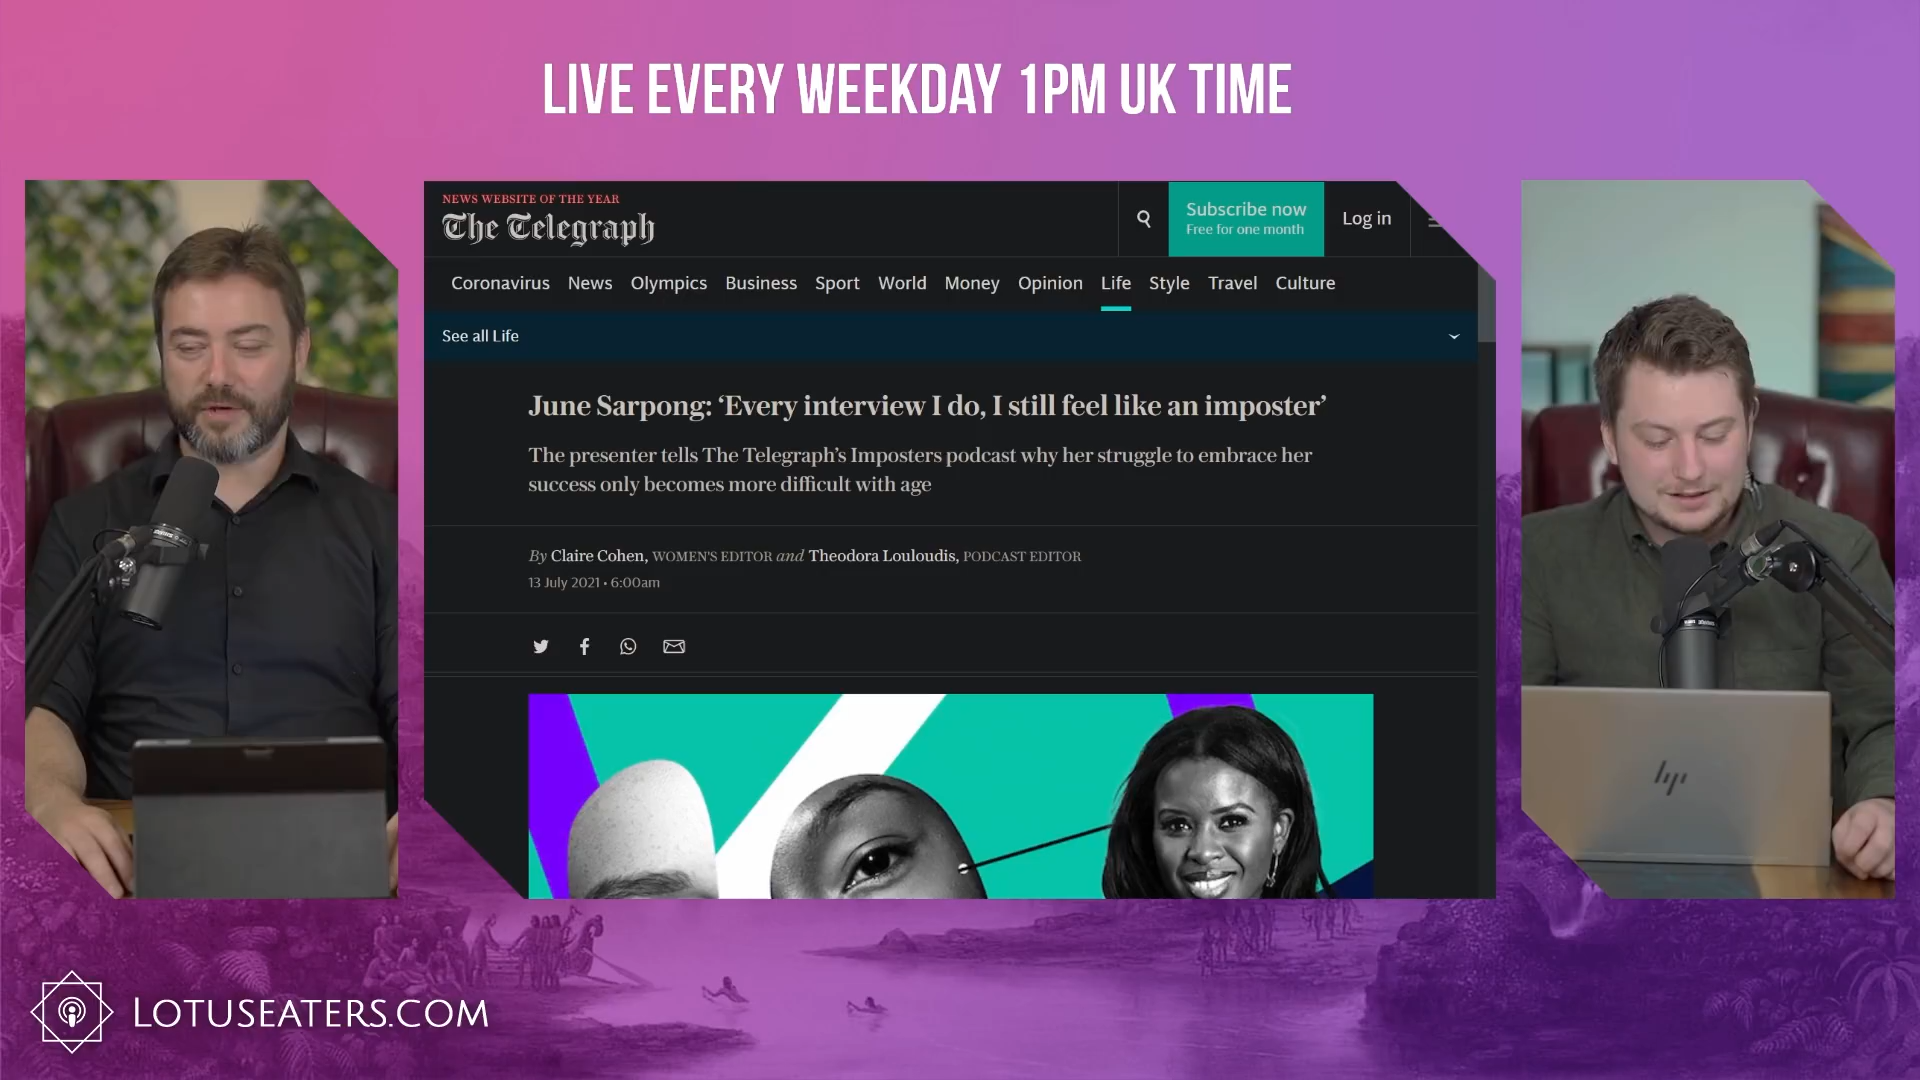 LIVE EVERY WEEKDAY 1PM UK TIME
NEWS WEBSITE OF THE YEAR
The Telegraph
Subscribe now
Free for one month
Log in
Coronavirus News Olympics Business Sport World Money Opinion Life Style Travel Culture
See all Life
June Sarpong: ‘Every interview I do, I still feel like an imposter’
The presenter tells The Telegraph’s Imposters podcast why her struggle to embrace her
success only becomes more difficult with age
By Claire Cohen, WOMEN'S EDITOR and Theodora Louloudis, PODCAST EDITOR
13 July 2021 • 6:00am
hp
LOTUSEATERS.COM